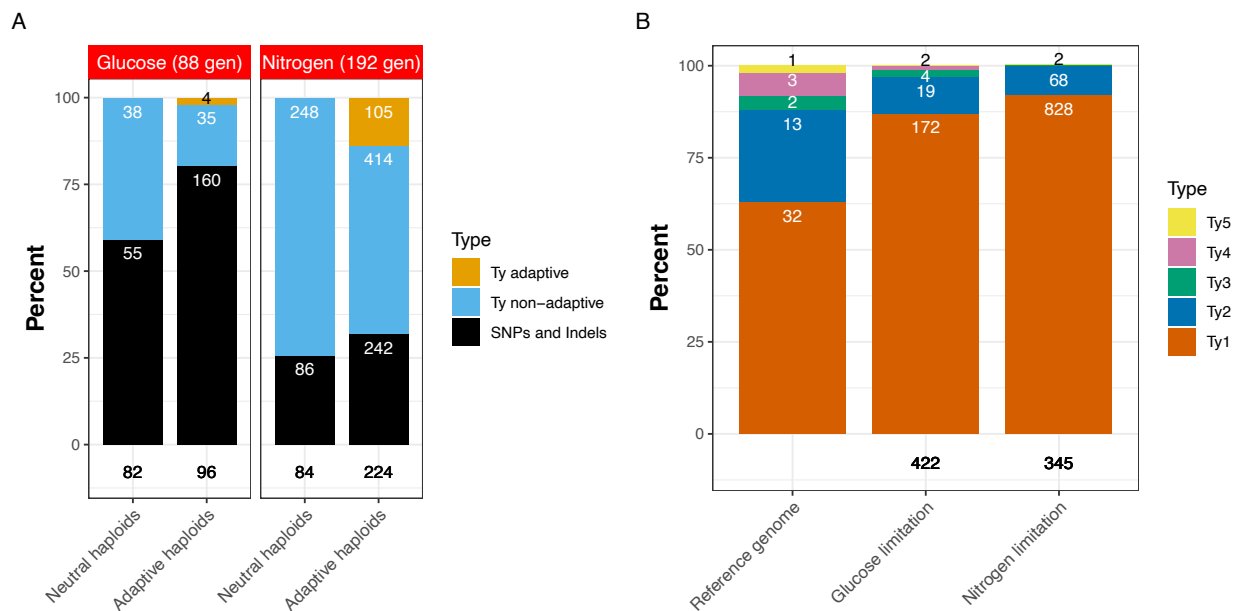 A
Glucose (88 gen)
Nitrogen (192 gen)
Percent
100
75
50
25
0
38
55
4
35
160
248
86
105
414
242
82
96
84
224
Neutral haploids
Adaptive haploids
Neutral haploids
Adaptive haploids
Type
Ty adaptive
Ty non-adaptive
SNPs and Indels
B
Percent
100
75
50
25
0
1
3
2
13
32
2
4
19
172
2
68
828
422
345
Reference genome
Glucose limitation
Nitrogen limitation
Type
Ty5
Ty4
Ty3
Ty2
Ty1